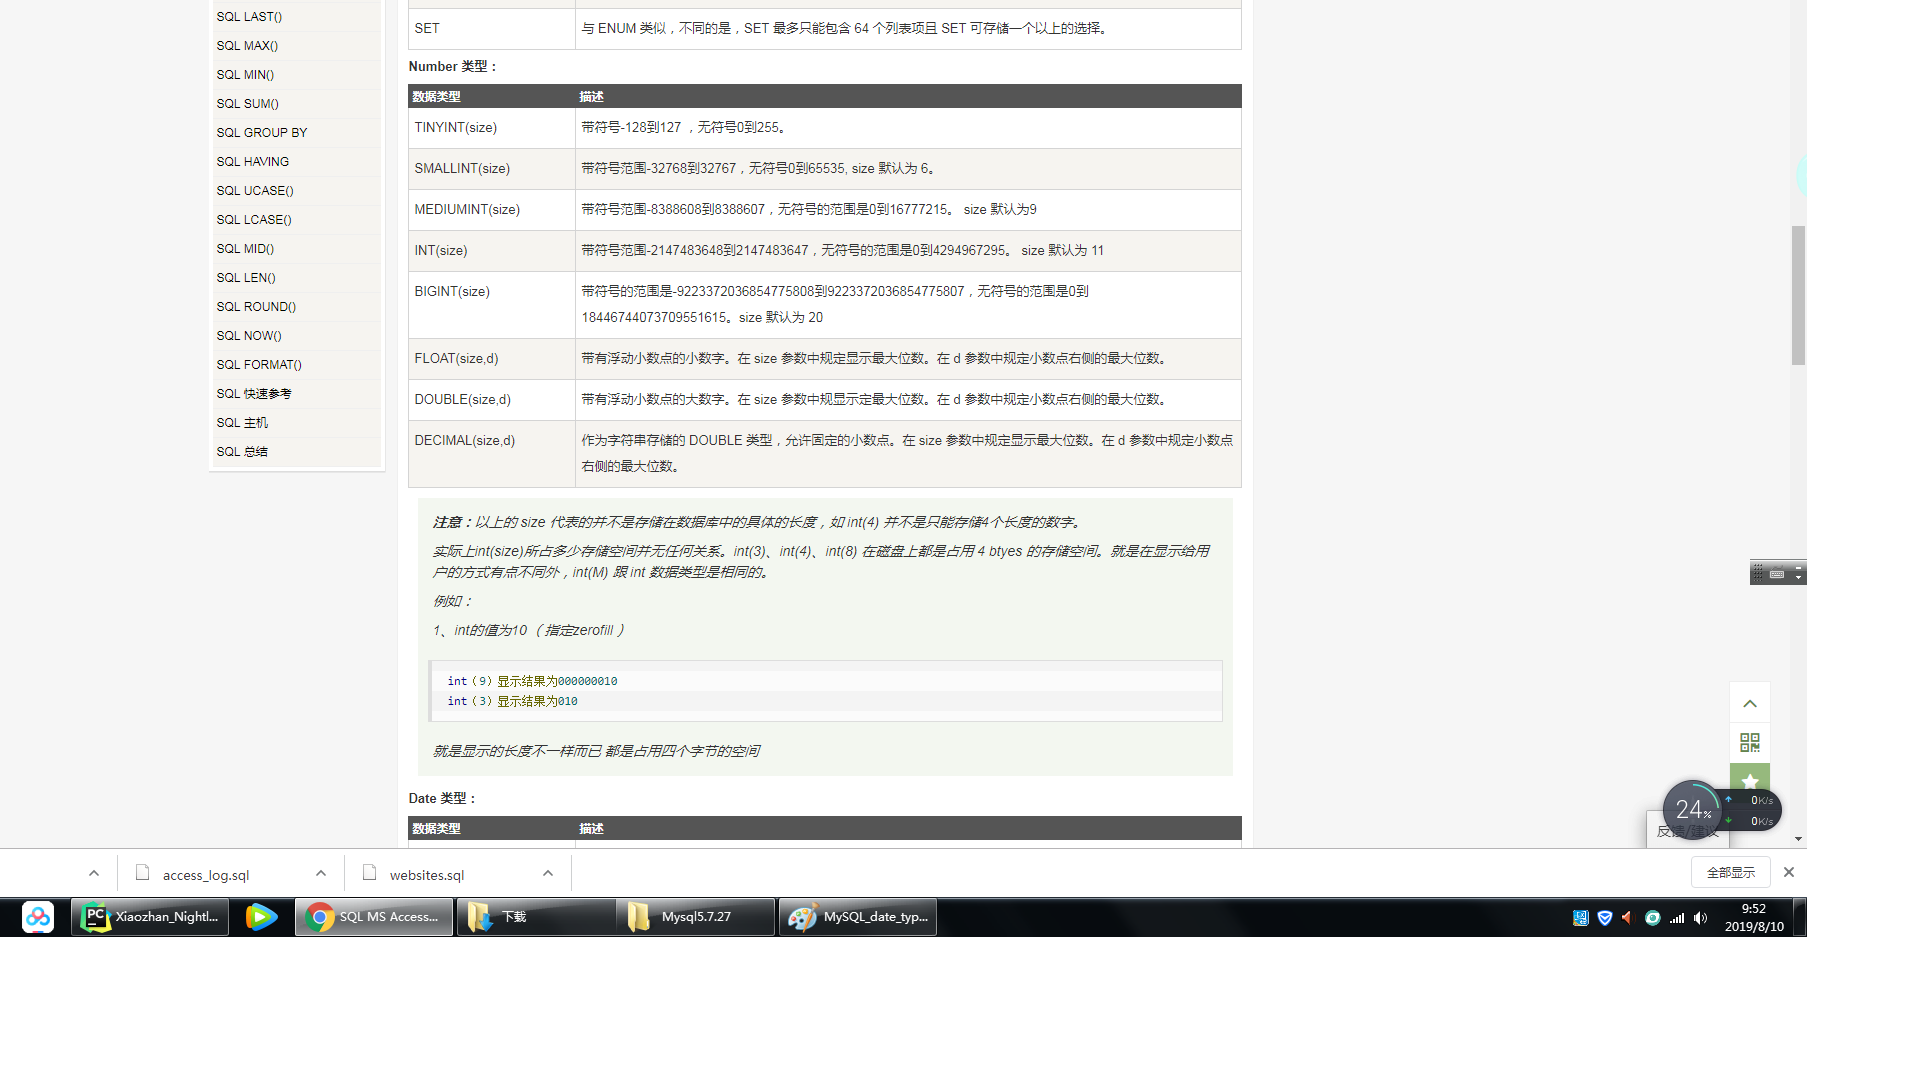 SQL LAST()
SQL MAX()
SQL MIN()
SQL SUM()
SQL GROUP BY
SQL HAVING
SQL UCASE()
SQL LCASE()
SQL MID()
SQL LEN()
SQL ROUND()
SQL NOW()
SQL FORMAT()
SQL 快速参考
SQL 主机
SQL 总结
SET 与 ENUM 类似，不同的是，SET 最多只能包含 64 个列表项且 SET 可存储一个以上的选择。
Number 类型：
数据类型 描述
TINYINT(size) 带符号-128到127 ，无符号0到255。
SMALLINT(size) 带符号范围-32768到32767，无符号0到65535, size 默认为 6。
MEDIUMINT(size) 带符号范围-8388608到8388607，无符号的范围是0到16777215。 size 默认为9
INT(size) 带符号范围-2147483648到2147483647，无符号的范围是0到4294967295。 size 默认为 11
BIGINT(size) 带符号的范围是-9223372036854775808到9223372036854775807，无符号的范围是0到
18446744073709551615。size 默认为 20
FLOAT(size,d) 带有浮动小数点的小数字。在 size 参数中规定显示最大位数。在 d 参数中规定小数点右侧的最大位数。
DOUBLE(size,d) 带有浮动小数点的大数字。在 size 参数中规显示定最大位数。在 d 参数中规定小数点右侧的最大位数。
DECIMAL(size,d) 作为字符串存储的 DOUBLE 类型，允许固定的小数点。在 size 参数中规定显示最大位数。在 d 参数中规定小数点
右侧的最大位数。
注意：以上的 size 代表的并不是存储在数据库中的具体的长度，如 int(4) 并不是只能存储4个长度的数字。
实际上int(size)所占多少存储空间并无任何关系。int(3)、int(4)、int(8) 在磁盘上都是占用 4 btyes 的存储空间。就是在显示给用
户的方式有点不同外，int(M) 跟 int 数据类型是相同的。
例如：
1、int的值为10 （指定zerofill）
int（9）显示结果为000000010
int（3）显示结果为010
就是显示的长度不一样而已 都是占用四个字节的空间
Date 类型：
数据类型 描述
24%
0K/s
0K/s
反馈/建议
access_log.sql
websites.sql
全部显示
Xiaozhan_Nightl...
SQL MS Access...
下载
Mysql5.7.27
MySQL_date_typ...
9:52
2019/8/10